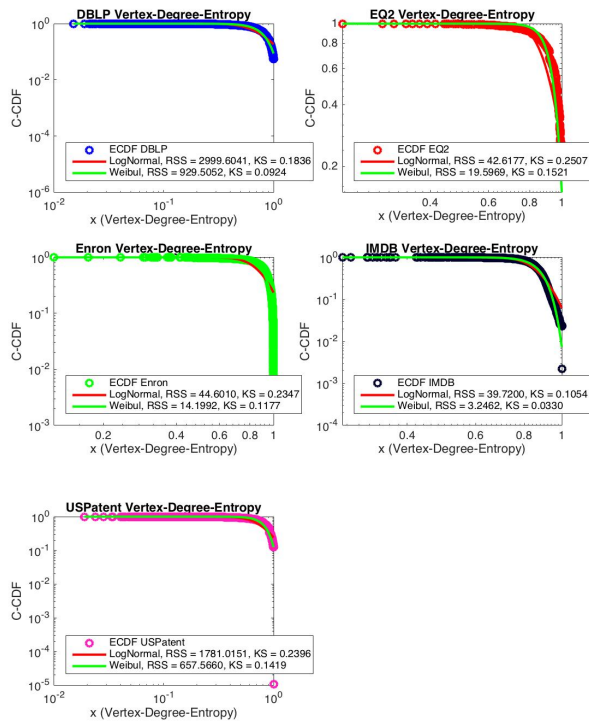 DBLP Vertex-Degree-Entropy
10^0
10^-2
10^-4
10^-6
C-CDF
ECDF DBLP
LogNormal, RSS = 2999.6041, KS = 0.1836
Weibul, RSS = 929.5052, KS = 0.0924
10^-2 10^-1 10^0
x (Vertex-Degree-Entropy)
EQ2 Vertex-Degree-Entropy
1
0.8
0.6
0.4
0.2
C-CDF
ECDF EQ2
LogNormal, RSS = 42.6177, KS = 0.2507
Weibul, RSS = 19.5969, KS = 0.1521
0.3 0.4 0.5 0.6 0.7 0.8 0.9 1
x (Vertex-Degree-Entropy)
Enron Vertex-Degree-Entropy
10^0
10^-1
10^-2
10^-3
C-CDF
ECDF Enron
LogNormal, RSS = 44.6010, KS = 0.2347
Weibul, RSS = 14.1992, KS = 0.1177
0.2 0.4 0.6 0.8 1
x (Vertex-Degree-Entropy)
IMDB Vertex-Degree-Entropy
10^0
10^-1
10^-2
10^-3
10^-4
C-CDF
ECDF IMDB
LogNormal, RSS = 39.7200, KS = 0.1054
Weibul, RSS = 3.2462, KS = 0.0330
0.4 0.6 0.8 1
x (Vertex-Degree-Entropy)
USPatent Vertex-Degree-Entropy
10^0
10^-1
10^-2
10^-3
10^-4
10^-5
C-CDF
ECDF USPatent
LogNormal, RSS = 1781.0151, KS = 0.2396
Weibul, RSS = 657.5660, KS = 0.1419
10^-2 10^-1 10^0
x (Vertex-Degree-Entropy)